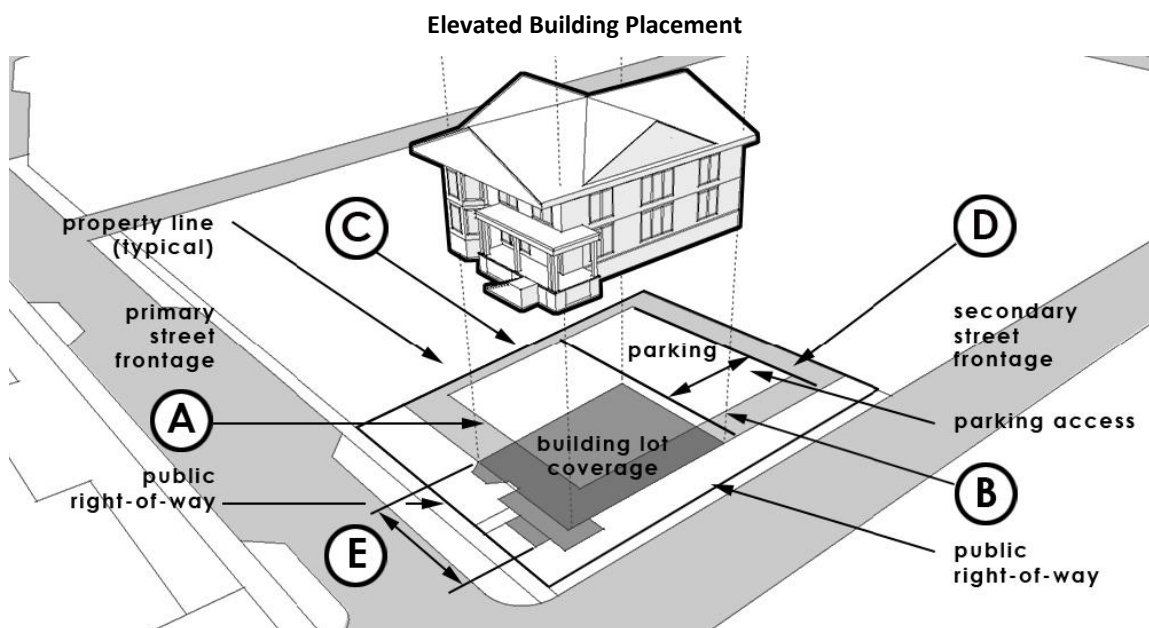 Elevated Building Placement
property line
(typical)
C
D
primary
street
frontage
parking
secondary
street
frontage
A
building lot
coverage
parking access
public
right-of-way
B
E
public
right-of-way